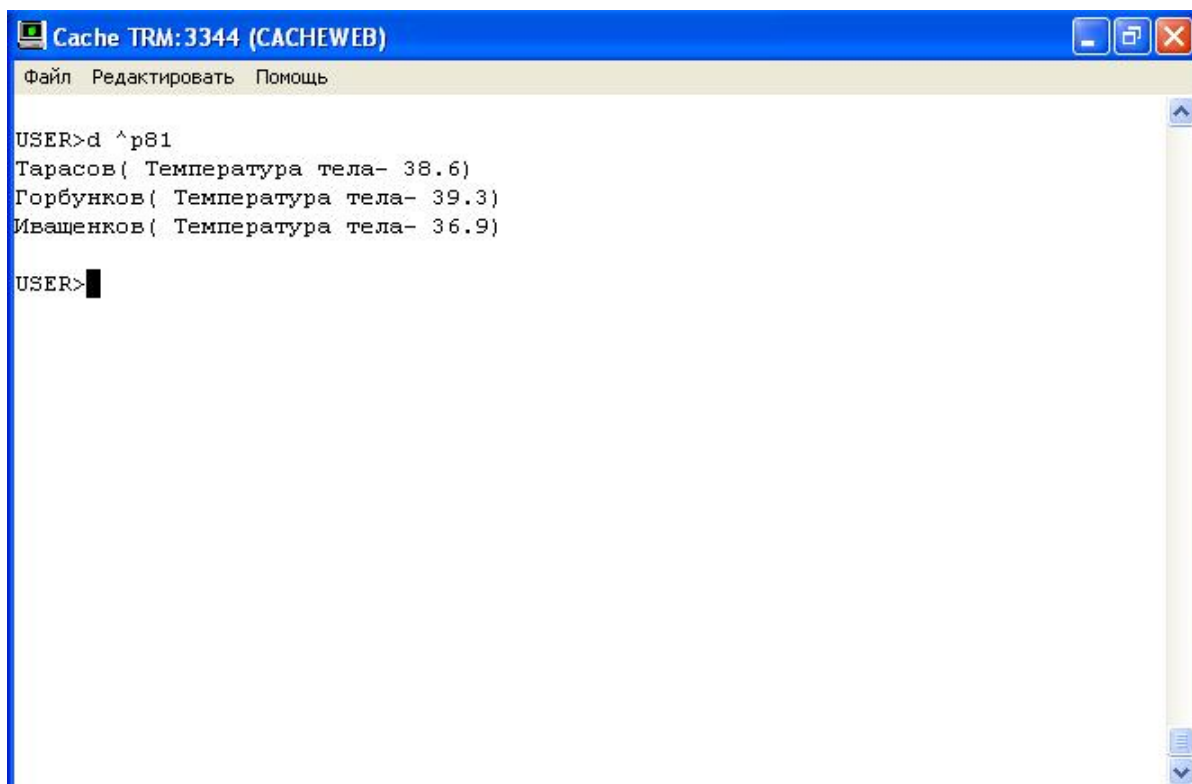 Cache TRM:3344 (CACHEWEB)
Файл Редактировать Помощь
USER>d ^p81
Тарасов( Температура тела- 38.6)
Горбунков( Температура тела- 39.3)
Иващенков( Температура тела- 36.9)
USER>